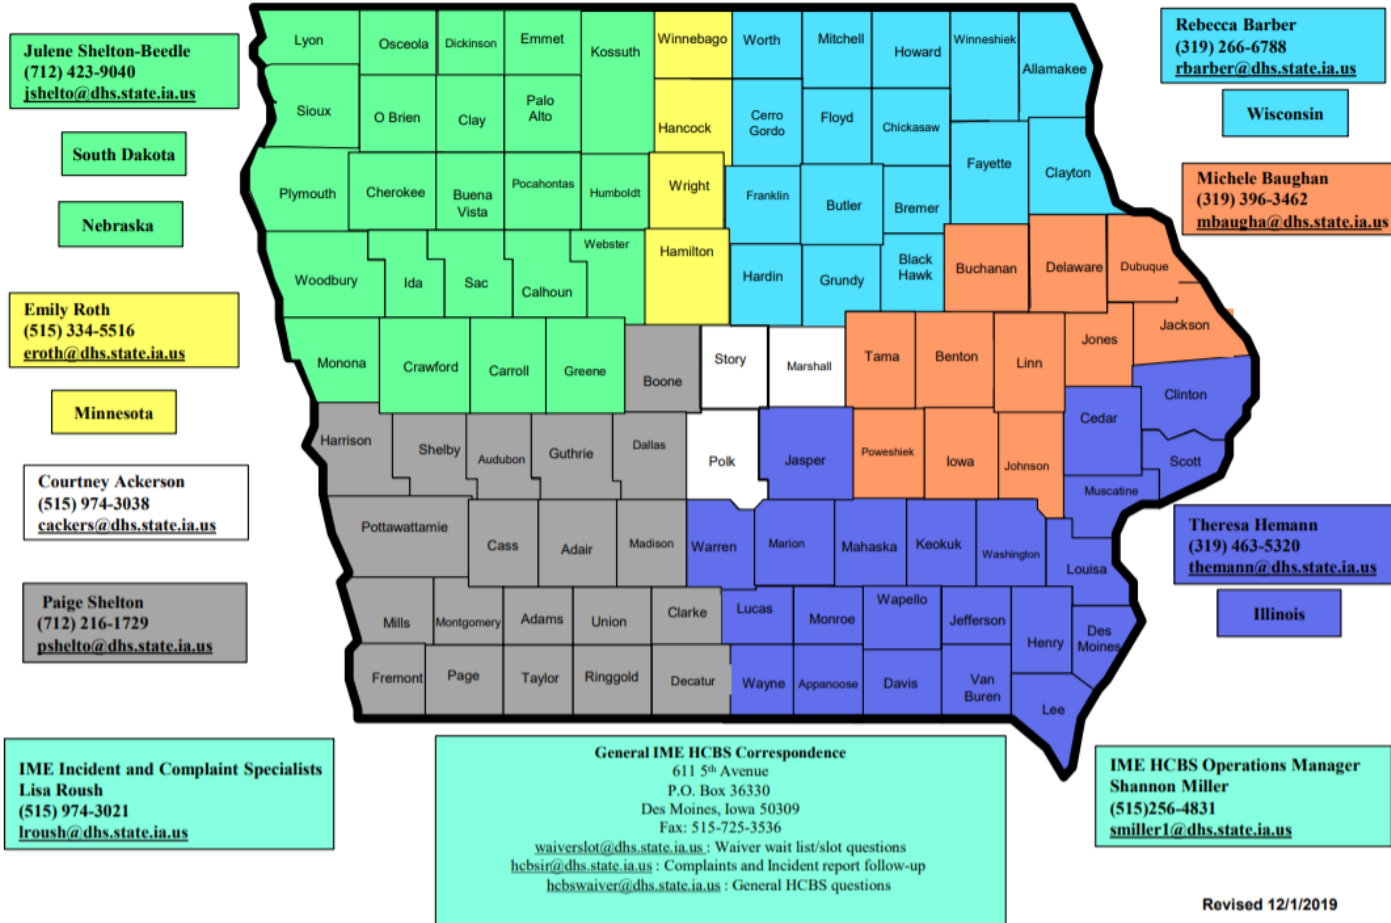 Julene Shelton-Beedle
(712) 423-9040
jshelto@dhs.state.ia.us
South Dakota
Nebraska
Emily Roth
(515) 334-5516
eroth@dhs.state.ia.us
Minnesota
Courtney Ackerson
(515) 974-3038
cackers@dhs.state.ia.us
Paige Shelton
(712) 216-1729
pshelto@dhs.state.ia.us
Lyon
Osceola
Dickinson
Emmet
Kossuth
Winnebago
Worth
Mitchell
Howard
Winneshiek
Allamakee
Sioux
O Brien
Clay
Palo
Alto
Hancock
Cerro
Gordo
Floyd
Chickasaw
Fayette
Clayton
Plymouth
Cherokee
Buena
Vista
Pocahontas
Humboldt
Wright
Franklin
Butler
Bremer
Woodbury
Ida
Sac
Calhoun
Webster
Hamilton
Hardin
Grundy
Black
Hawk
Buchanan
Delaware
Dubuque
Monona
Crawford
Carroll
Greene
Boone
Story
Marshall
Tama
Benton
Linn
Jones
Jackson
Harrison
Shelby
Audubon
Guthrie
Dallas
Polk
Jasper
Poweshiek
Iowa
Johnson
Cedar
Clinton
Scott
Muscatine
Pottawattamie
Cass
Adair
Madison
Warren
Marion
Mahaska
Keokuk
Washington
Louisa
Mills
Montgomery
Adams
Union
Clarke
Lucas
Monroe
Wapello
Jefferson
Henry
Des
Moines
Fremont
Page
Taylor
Ringgold
Decatur
Wayne
Appanoose
Davis
Van
Buren
Lee
Rebecca Barber
(319) 266-6788
rbarber@dhs.state.ia.us
Wisconsin
Michele Baughan
(319) 396-3462
mbaugha@dhs.state.ia.us
Theresa Hemann
(319) 463-5320
themann@dhs.state.ia.us
Illinois
IME Incident and Complaint Specialists
Lisa Roush
(515) 974-3021
lroush@dhs.state.ia.us
General IME HCBS Correspondence
611 5th Avenue
P.O. Box 36330
Des Moines, Iowa 50309
Fax: 515-725-3536
waiverslot@dhs.state.ia.us : Waiver wait list/slot questions
hcbsir@dhs.state.ia.us : Complaints and Incident report follow-up
hcbswaiver@dhs.state.ia.us : General HCBS questions
IME HCBS Operations Manager
Shannon Miller
(515)256-4831
smiller1@dhs.state.ia.us
Revised 12/1/2019